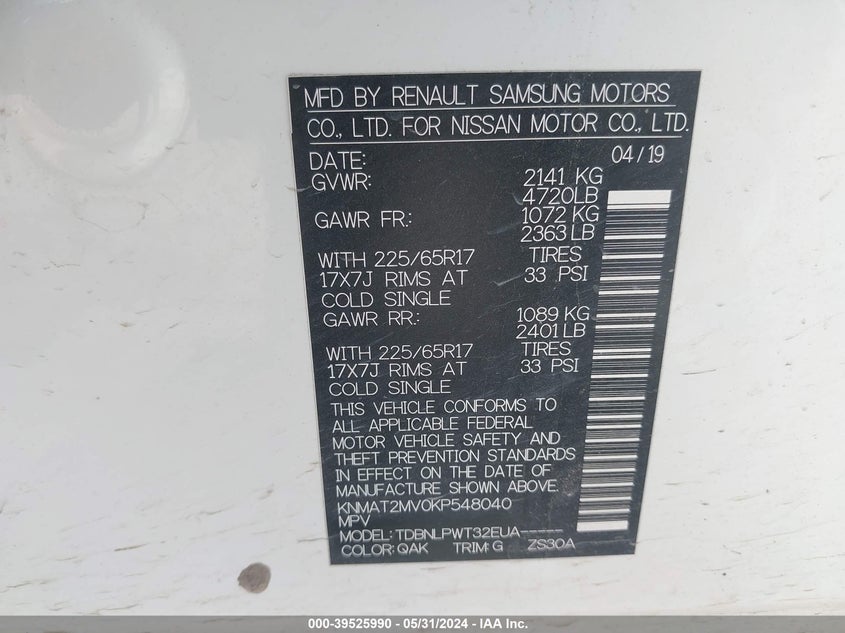 MFD BY RENAULT SAMSUNG MOTORS
CO., LTD. FOR NISSAN MOTOR CO., LTD.
DATE: 04/19
GVWR: 2141 KG
4720LB
GAWR FR.: 1072 KG
2363 LB
WITH 225/65R17 TIRES
17X7J RIMS AT 33 PSI
COLD SINGLE
GAWR RR.: 1089 KG
2401 LB
WITH 225/65R17 TIRES
17X7J RIMS AT 33 PSI
COLD SINGLE
THIS VEHICLE CONFORMS TO
ALL APPLICABLE FEDERAL
MOTOR VEHICLE SAFETY AND
THEFT PREVENTION STANDARDS
IN EFFECT ON THE DATE OF
MANUFACTURE SHOWN ABOVE.
KNMAT2MV0KP548040
MPV
MODEL: TDBNLPWT32EUA-----
COLOR: QAK TRIM: G ZS30A
000-39525990 - 05/31/2024 - IAA Inc.